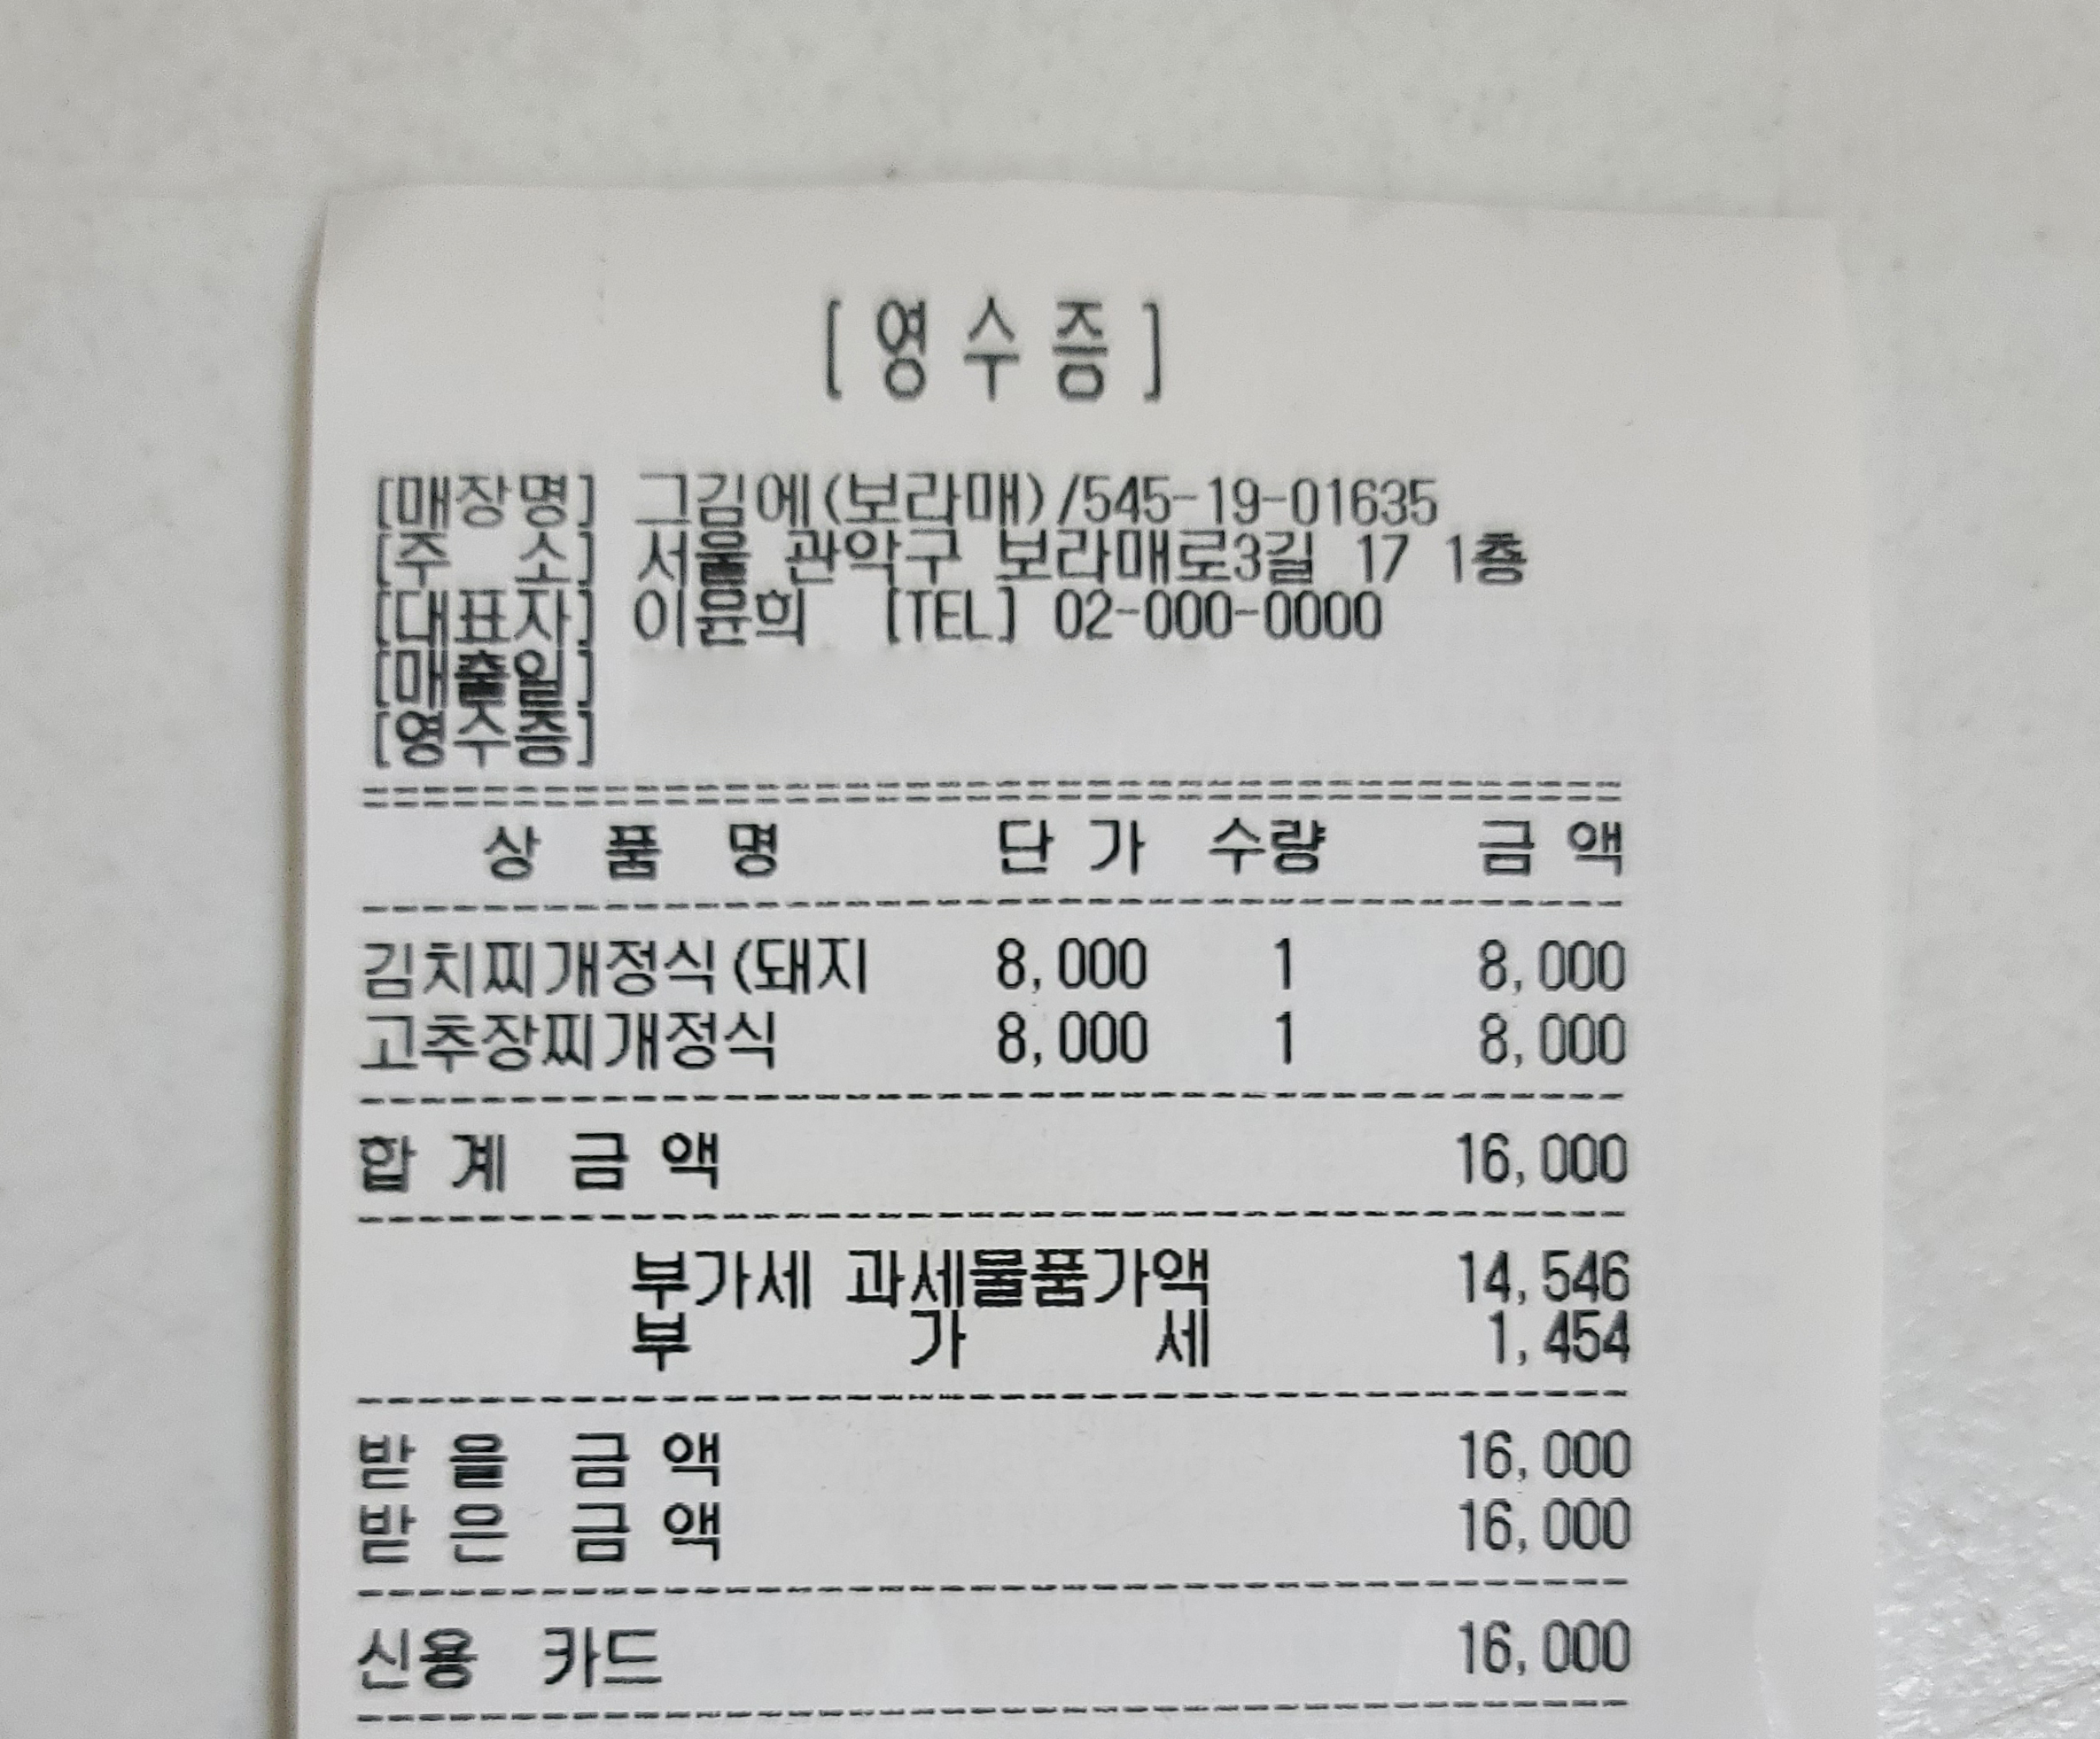 [영수증]
[매장명] 그김에(보라매)/545-19-01635
[주 소] 서울 관악구 보라매로3길 17 1층
[대표자] 이윤희 [TEL] 02-000-0000
[매출일]
[영수증]
상 품 명 단 가 수량 금 액
김치찌개정식(돼지 8,000 1 8,000
고추장찌개정식 8,000 1 8,000
합 계 금 액 16,000
부가세 과세물품가액 14,546
부 가 세 1,454
받 을 금 액 16,000
받 은 금 액 16,000
신용 카드 16,000